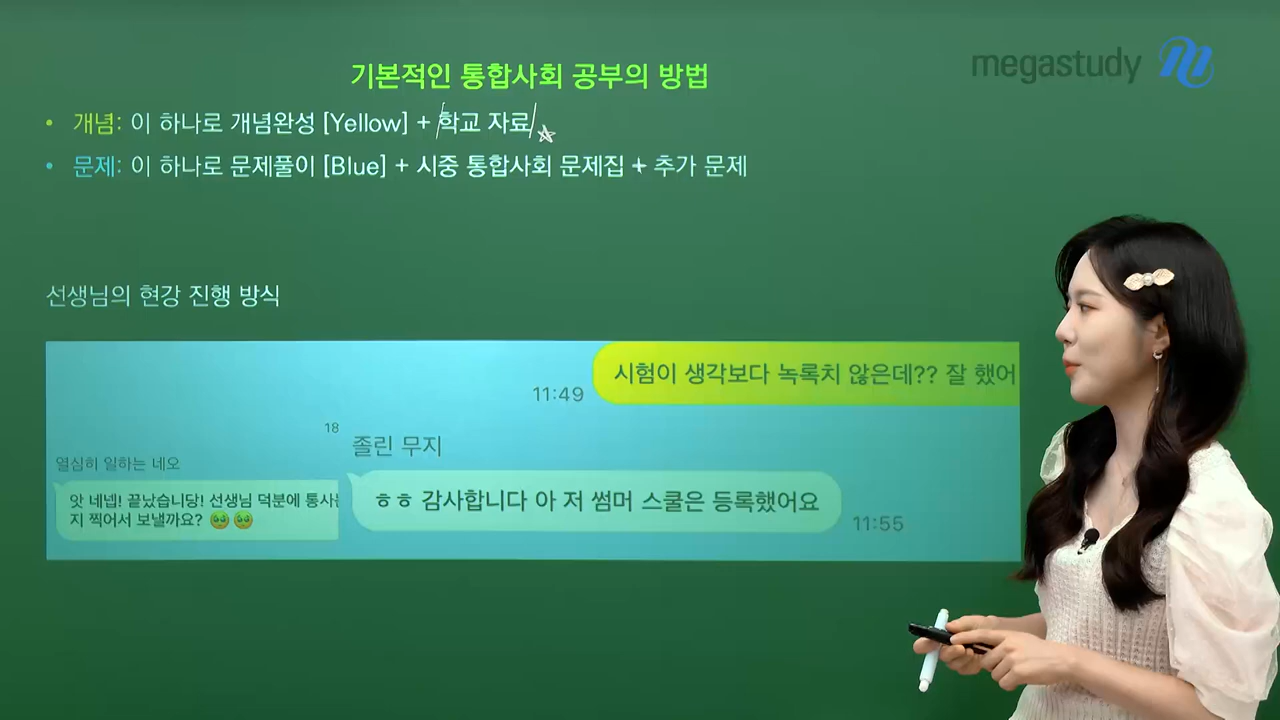 megastudy
기본적인 통합사회 공부의 방법
• 개념: 이 하나로 개념완성 [Yellow] + 학교 자료
• 문제: 이 하나로 문제풀이 [Blue] + 시중 통합사회 문제집 + 추가 문제
선생님의 현강 진행 방식
시험이 생각보다 녹록치 않은데?? 잘 했어
11:49
18
열심히 일하는 네오
앗 네넵! 끝났습니당! 선생님 덕분에 통사
지 찍어서 보낼까요? 🥹🥹
졸린 무지
ㅎㅎ 감사합니다 아 저 썸머 스쿨은 등록했어요
11:55